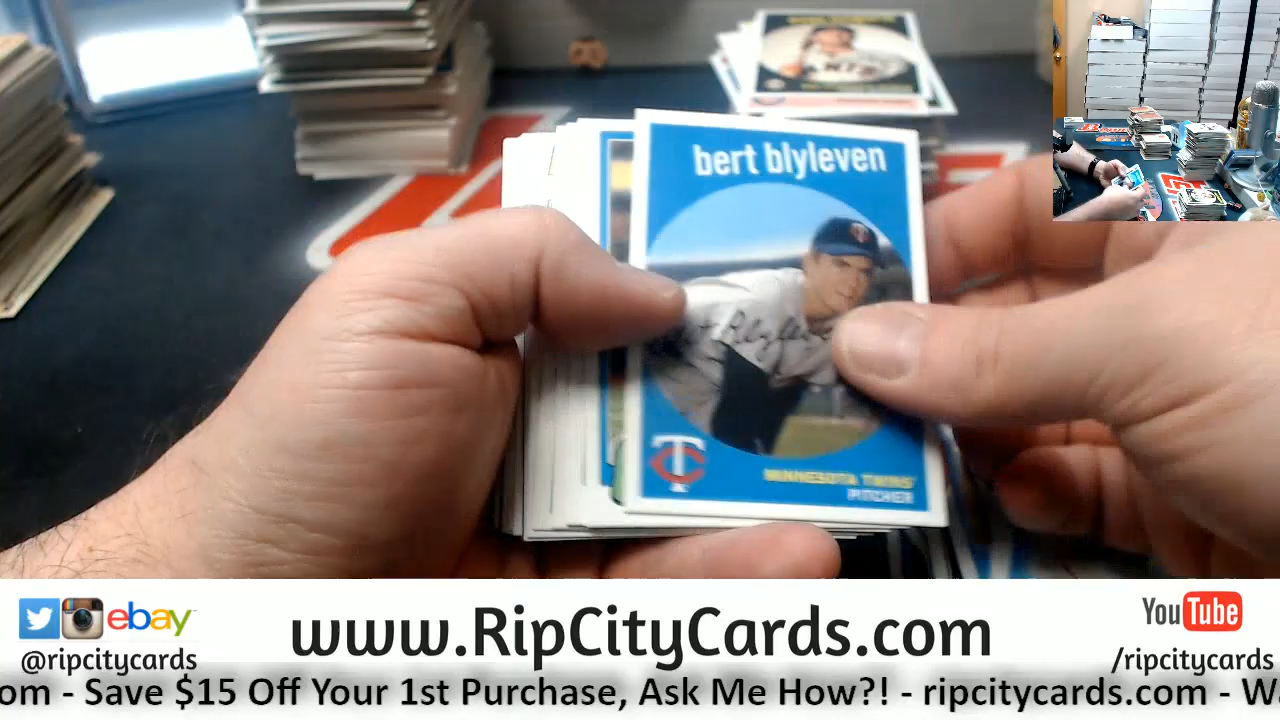 bert blyleven
TC
MINNESOTA TWINS
PITCHER
ebay
@ripcitycards
www.RipCityCards.com
You Tube
/ripcitycards
om - Save $15 Off Your 1st Purchase, Ask Me How?! - ripcitycards.com - W